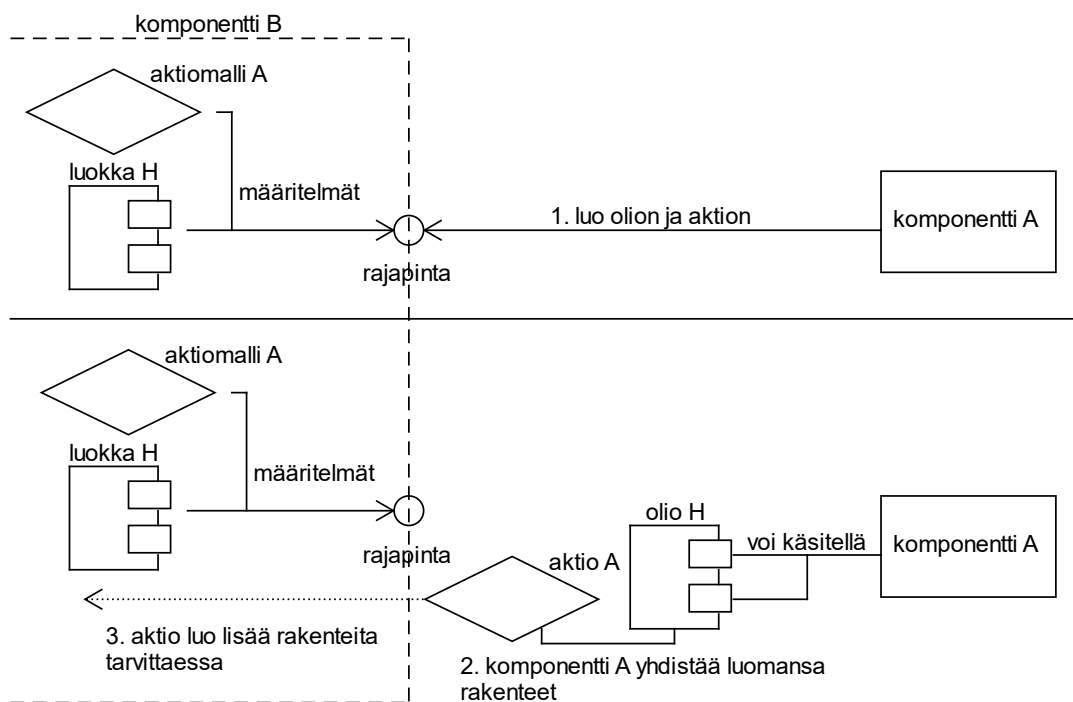 komponentti B
aktiomalli A
luokka H
määritelmät
1. luo olion ja aktion
komponentti A
rajapinta
aktiomalli A
luokka H
määritelmät
rajapinta
olio H
aktio A
voi käsitellä
komponentti A
3. aktio luo lisää rakenteita
tarvittaessa
2. komponentti A yhdistää luomansa
rakenteet